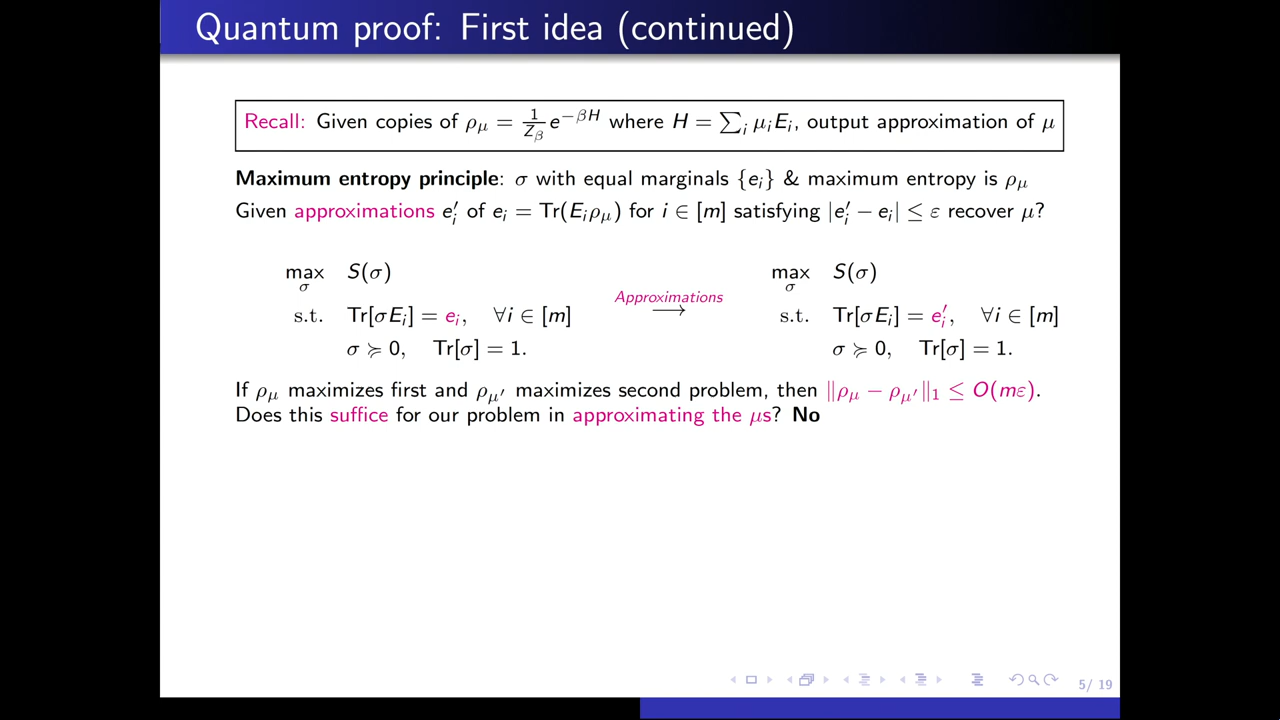 Quantum proof: First idea (continued)
Recall: Given copies of ρ_μ = 1/Z_β e^{−βH} where H = ∑_i μ_i E_i, output approximation of μ
Maximum entropy principle: σ with equal marginals {e_i} & maximum entropy is ρ_μ
Given approximations e′_i of e_i = Tr(E_i ρ_μ) for i ∈ [m] satisfying |e′_i − e_i| ≤ ε recover μ?
max_σ S(σ)
s.t. Tr[σE_i] = e_i, ∀i ∈ [m]
σ ≽ 0, Tr[σ] = 1.
Approximations
⟶
max_σ S(σ)
s.t. Tr[σE_i] = e′_i, ∀i ∈ [m]
σ ≽ 0, Tr[σ] = 1.
If ρ_μ maximizes first and ρ_μ′ maximizes second problem, then ‖ρ_μ − ρ_μ′‖_1 ≤ O(mε).
Does this suffice for our problem in approximating the μs? No
5/ 19